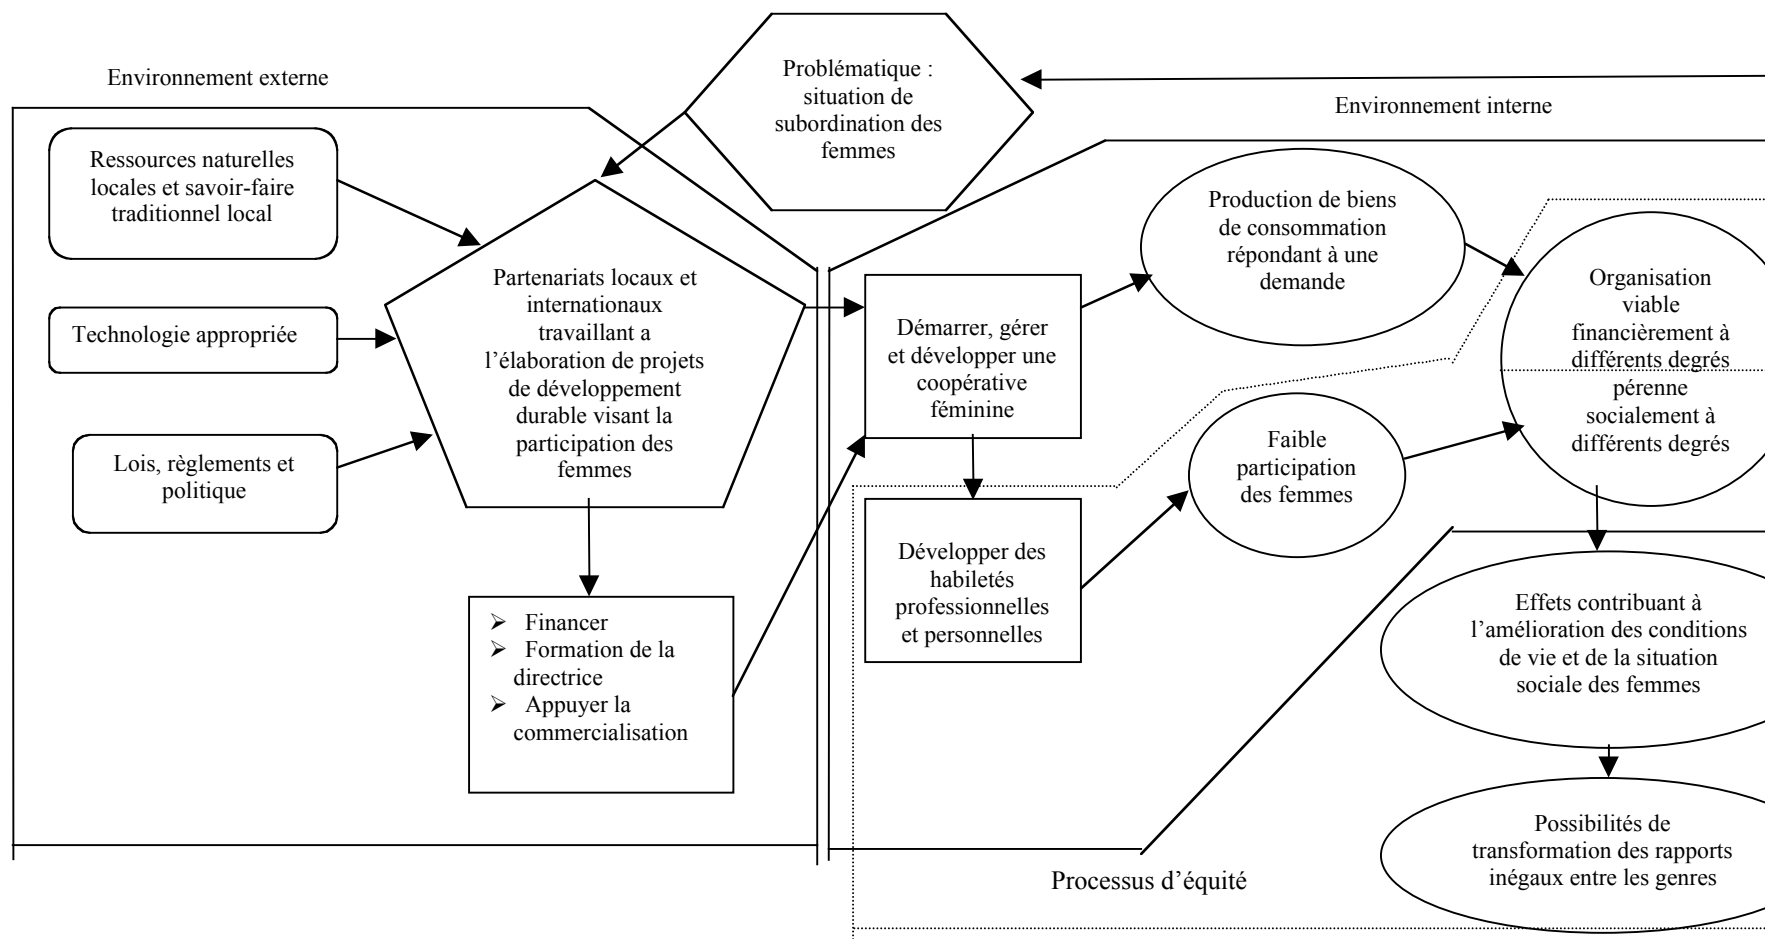 Problématique :
situation de
subordination des
femmes
Environnement externe
Environnement interne
Ressources naturelles
locales et savoir-faire
traditionnel local
Technologie appropriée
Lois, règlements et
politique
Partenariats locaux et
internationaux
travaillant a
l’élaboration de projets
de développement
durable visant la
participation des
femmes
➢ Financer
➢ Formation de la
directrice
➢ Appuyer la
commercialisation
Démarrer, gérer
et développer une
coopérative
féminine
Développer des
habiletés
professionnelles
et personnelles
Production de biens
de consommation
répondant à une
demande
Faible
participation
des femmes
Organisation
viable
financièrement à
différents degrés
pérenne
socialement à
différents degrés
Effets contribuant à
l’amélioration des conditions
de vie et de la situation
sociale des femmes
Possibilités de
transformation des rapports
inégaux entre les genres
Processus d’équité